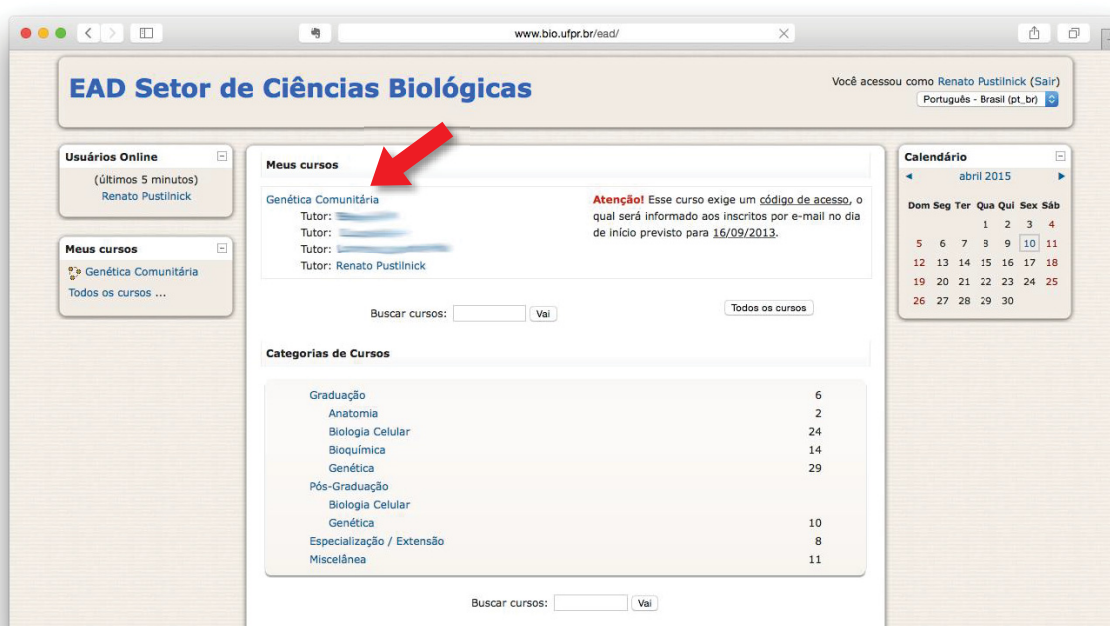 www.bio.ufpr.br/ead/
EAD Setor de Ciências Biológicas
Você acessou como Renato Pustilnick (Sair)
Português - Brasil (pt_br)
Usuários Online
(últimos 5 minutos)
Renato Pustilnick
Meus cursos
Genética Comunitária
Todos os cursos ...
Meus cursos
Genética Comunitária
Tutor:
Tutor:
Tutor:
Tutor: Renato Pustilnick
Atenção! Esse curso exige um código de acesso, o
qual será informado aos inscritos por e-mail no dia
de início previsto para 16/09/2013.
Buscar cursos: Vai
Todos os cursos
Categorias de Cursos
Graduação 6
Anatomia 2
Biologia Celular 24
Bioquímica 14
Genética 29
Pós-Graduação
Biologia Celular
Genética 10
Especialização / Extensão 8
Miscelânea 11
Buscar cursos: Vai
Calendário
abril 2015
Dom Seg Ter Qua Qui Sex Sáb
1 2 3 4
5 6 7 8 9 10 11
12 13 14 15 16 17 18
19 20 21 22 23 24 25
26 27 28 29 30